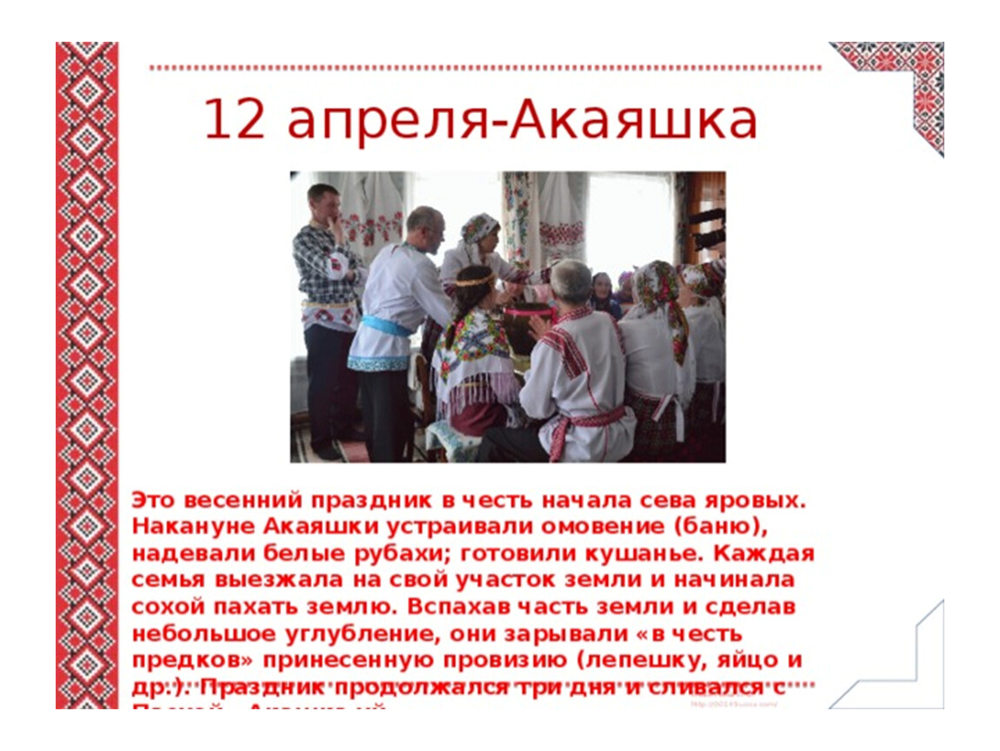 12 апреля-Акаяшка
Это весенний праздник в честь начала сева яровых.
Накануне Акаяшки устраивали омовение (баню),
надевали белые рубахи; готовили кушанье. Каждая
семья выезжала на свой участок земли и начинала
сохой пахать землю. Вспахав часть земли и сделав
небольшое углубление, они зарывали «в честь
предков» принесенную провизию (лепешку, яйцо и
др.). Праздник продолжался три дня и сливался с